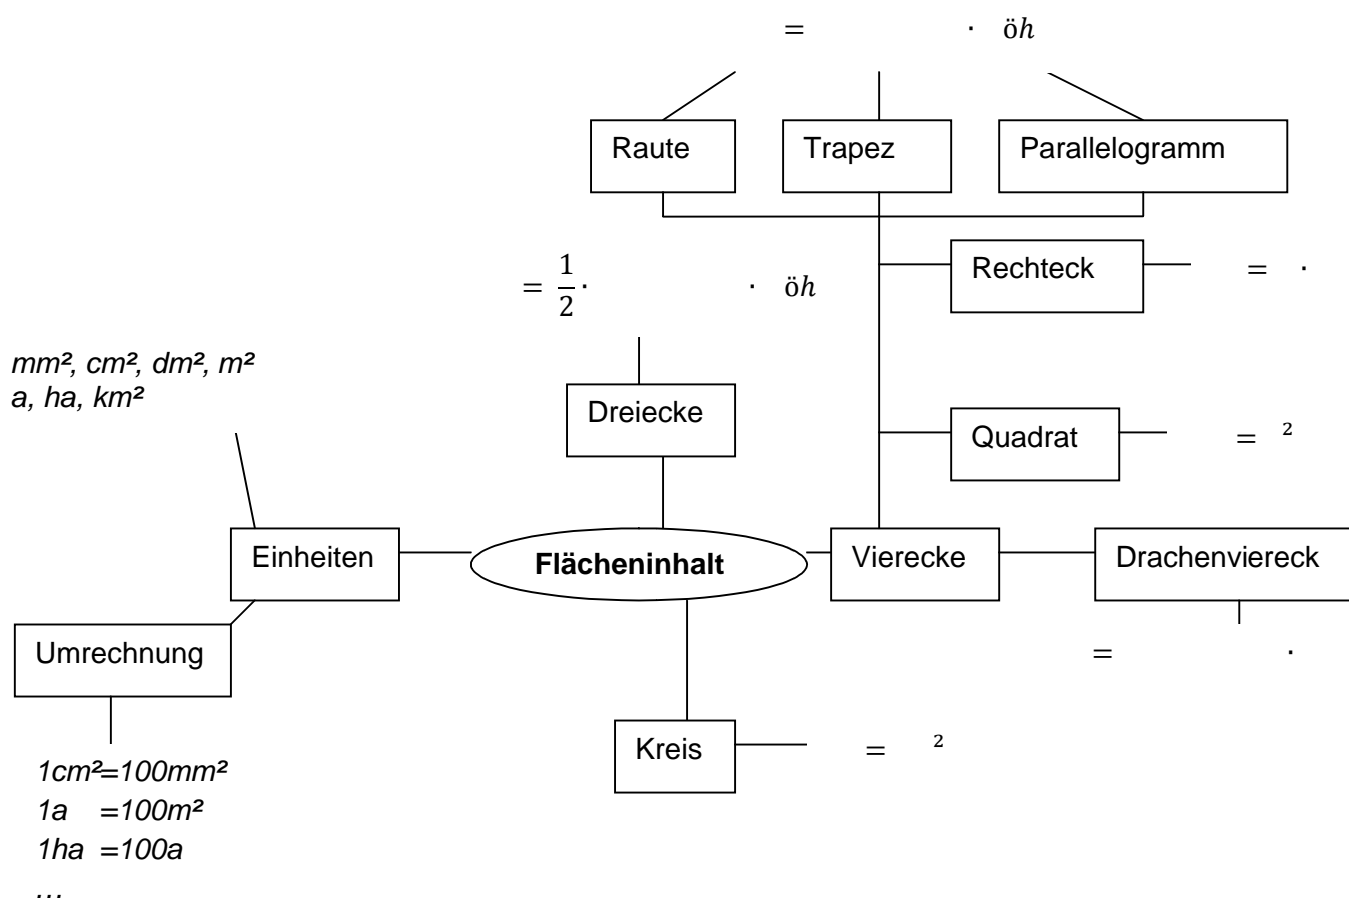 = · öh
Raute
Trapez
Parallelogramm
Rechteck
= ·
= 1/2 · · öh
mm², cm², dm², m²
a, ha, km²
Dreiecke
Quadrat
= ²
Einheiten
Flächeninhalt
Vierecke
Drachenviereck
Umrechnung
= ·
Kreis
= ²
1cm²=100mm²
1a =100m²
1ha =100a
...